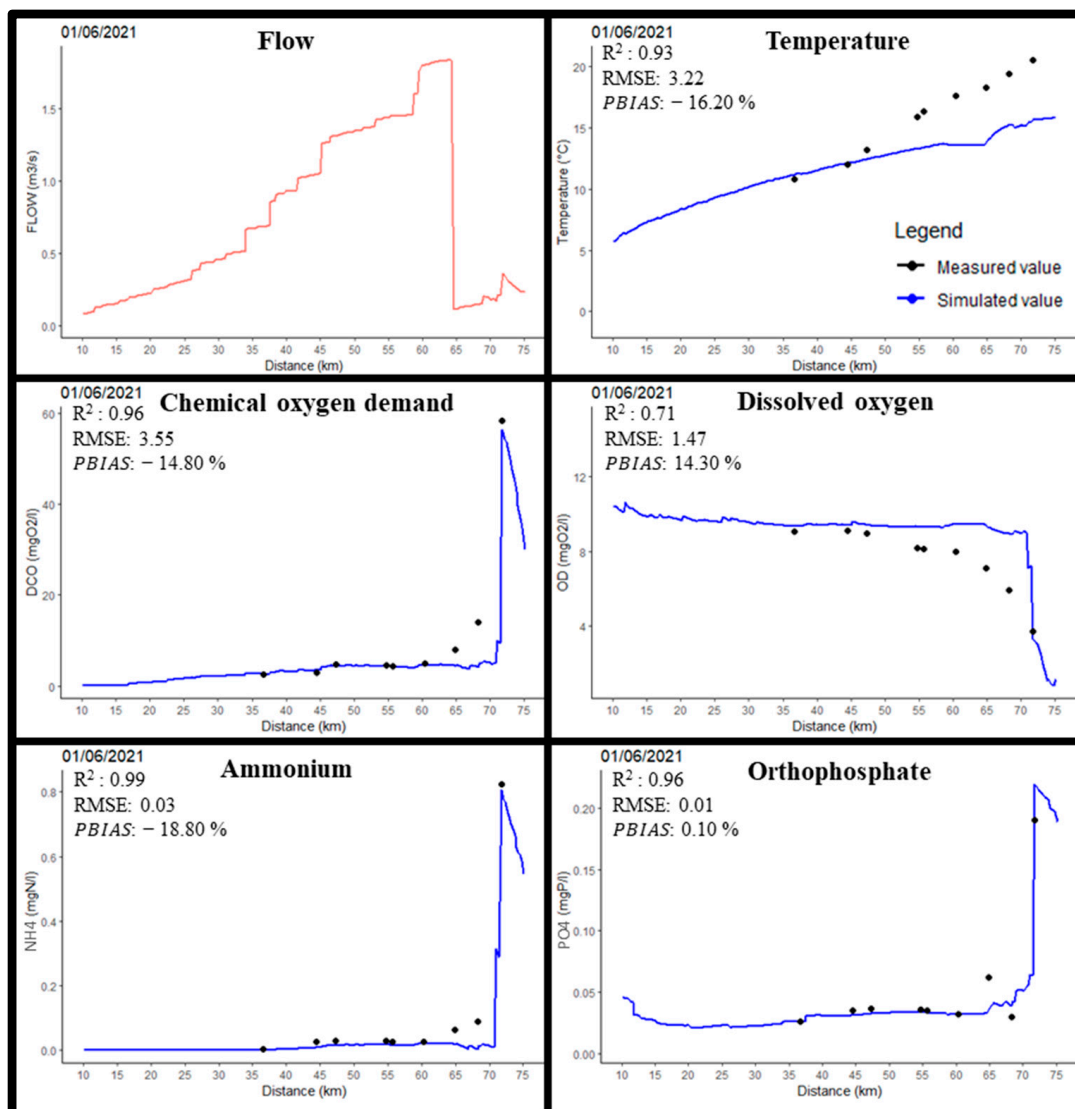 01/06/2021
Flow
FLOW (m3/s)
1.5
1.0
0.5
0.0
10 15 20 25 30 35 40 45 50 55 60 65 70 75
Distance (km)
01/06/2021
Temperature
R² : 0.93
RMSE: 3.22
PBIAS: − 16.20 %
Temperature (°C)
20
15
10
5
0
Legend
Measured value
Simulated value
10 15 20 25 30 35 40 45 50 55 60 65 70 75
Distance (km)
01/06/2021
Chemical oxygen demand
R² : 0.96
RMSE: 3.55
PBIAS: − 14.80 %
DCO (mgO2/l)
60
40
20
0
10 15 20 25 30 35 40 45 50 55 60 65 70 75
Distance (km)
01/06/2021
Dissolved oxygen
R² : 0.71
RMSE: 1.47
PBIAS: 14.30 %
OD (mgO2/l)
12
8
4
10 15 20 25 30 35 40 45 50 55 60 65 70 75
Distance (km)
01/06/2021
Ammonium
R² : 0.99
RMSE: 0.03
PBIAS: − 18.80 %
NH4 (mgN/l)
0.8
0.6
0.4
0.2
0.0
10 15 20 25 30 35 40 45 50 55 60 65 70 75
Distance (km)
01/06/2021
Orthophosphate
R² : 0.96
RMSE: 0.01
PBIAS: 0.10 %
PO4 (mgP/l)
0.20
0.15
0.10
0.05
0.00
10 15 20 25 30 35 40 45 50 55 60 65 70 75
Distance (km)